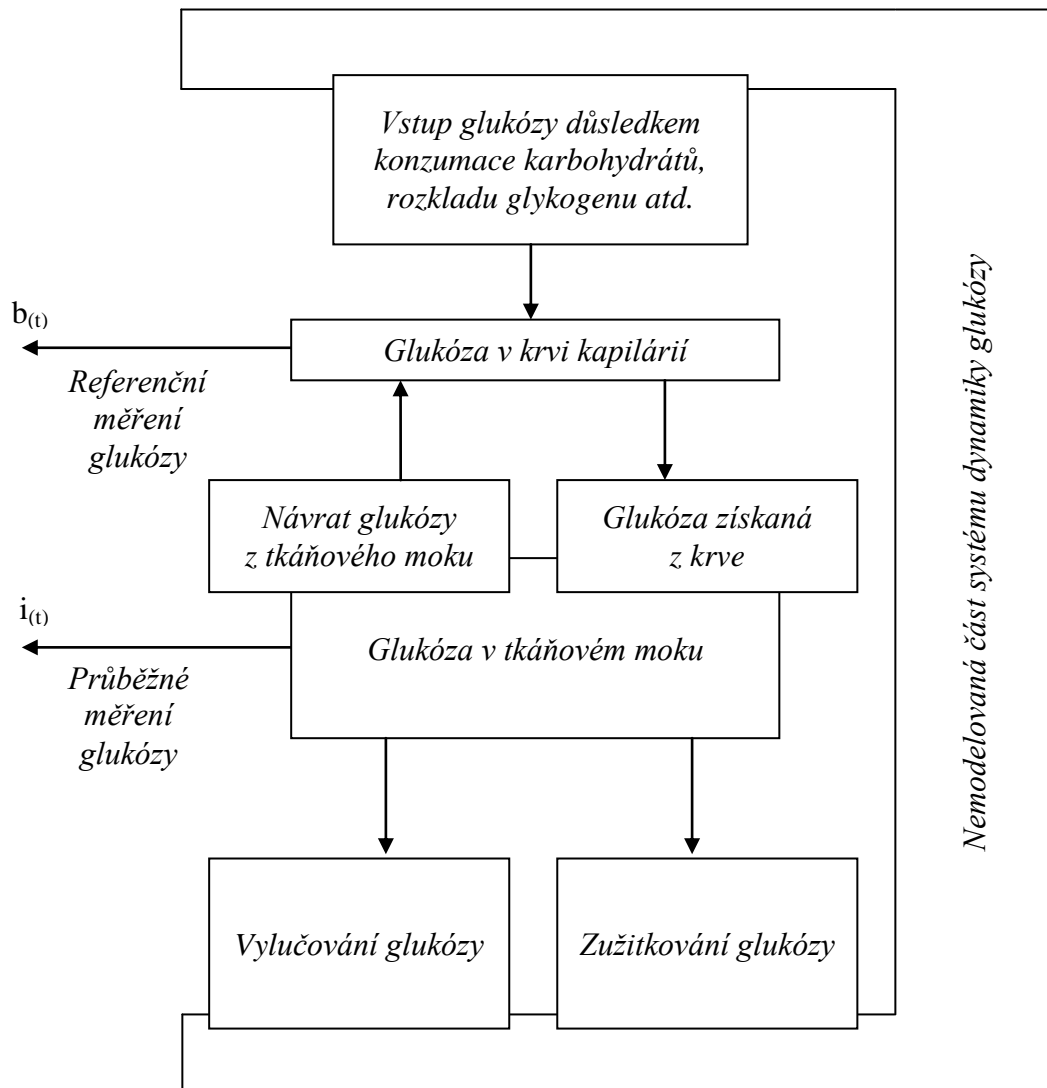 Vstup glukózy důsledkem
konzumace karbohydrátů,
rozkladu glykogenu atd.
b(t)
Glukóza v krvi kapilárií
Referenční
měření
glukózy
Návrat glukózy
z tkáňového moku
Glukóza získaná
z krve
i(t)
Glukóza v tkáňovém moku
Průběžné
měření
glukózy
Vylučování glukózy
Zužitkování glukózy
Nemodelovaná část systému dynamiky glukózy